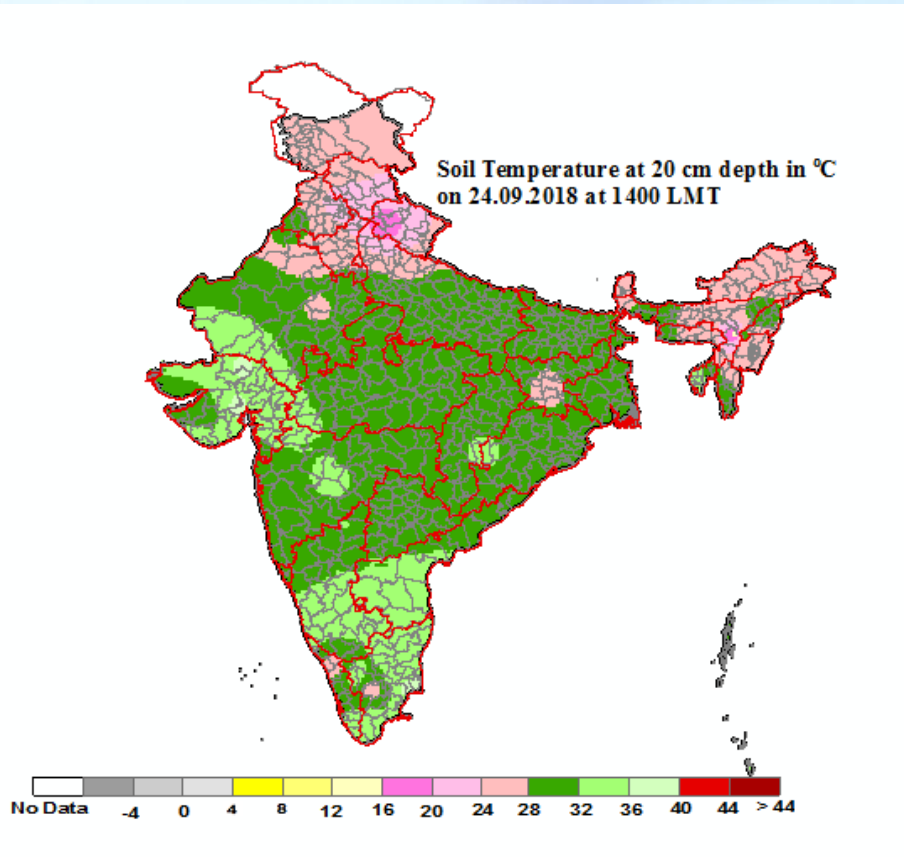 Soil Temperature at 20 cm depth in ⁰C
on 24.09.2018 at 1400 LMT
No Data -4 0 4 8 12 16 20 24 28 32 36 40 44 > 44